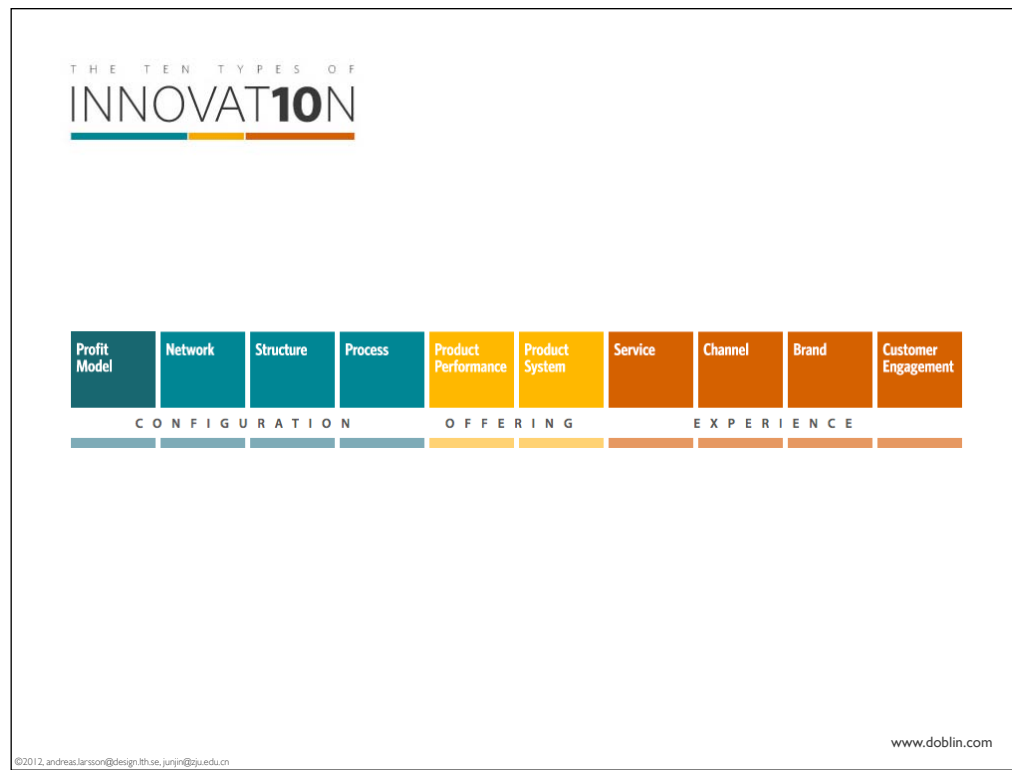 THE TEN TYPES OF
INNOVAT10N
Profit
Model
Network
Structure
Process
Product
Performance
Product
System
Service
Channel
Brand
Customer
Engagement
CONFIGURATION
OFFERING
EXPERIENCE
www.doblin.com
©2012, andreas.larsson@design.lth.se, junjin@zju.edu.cn